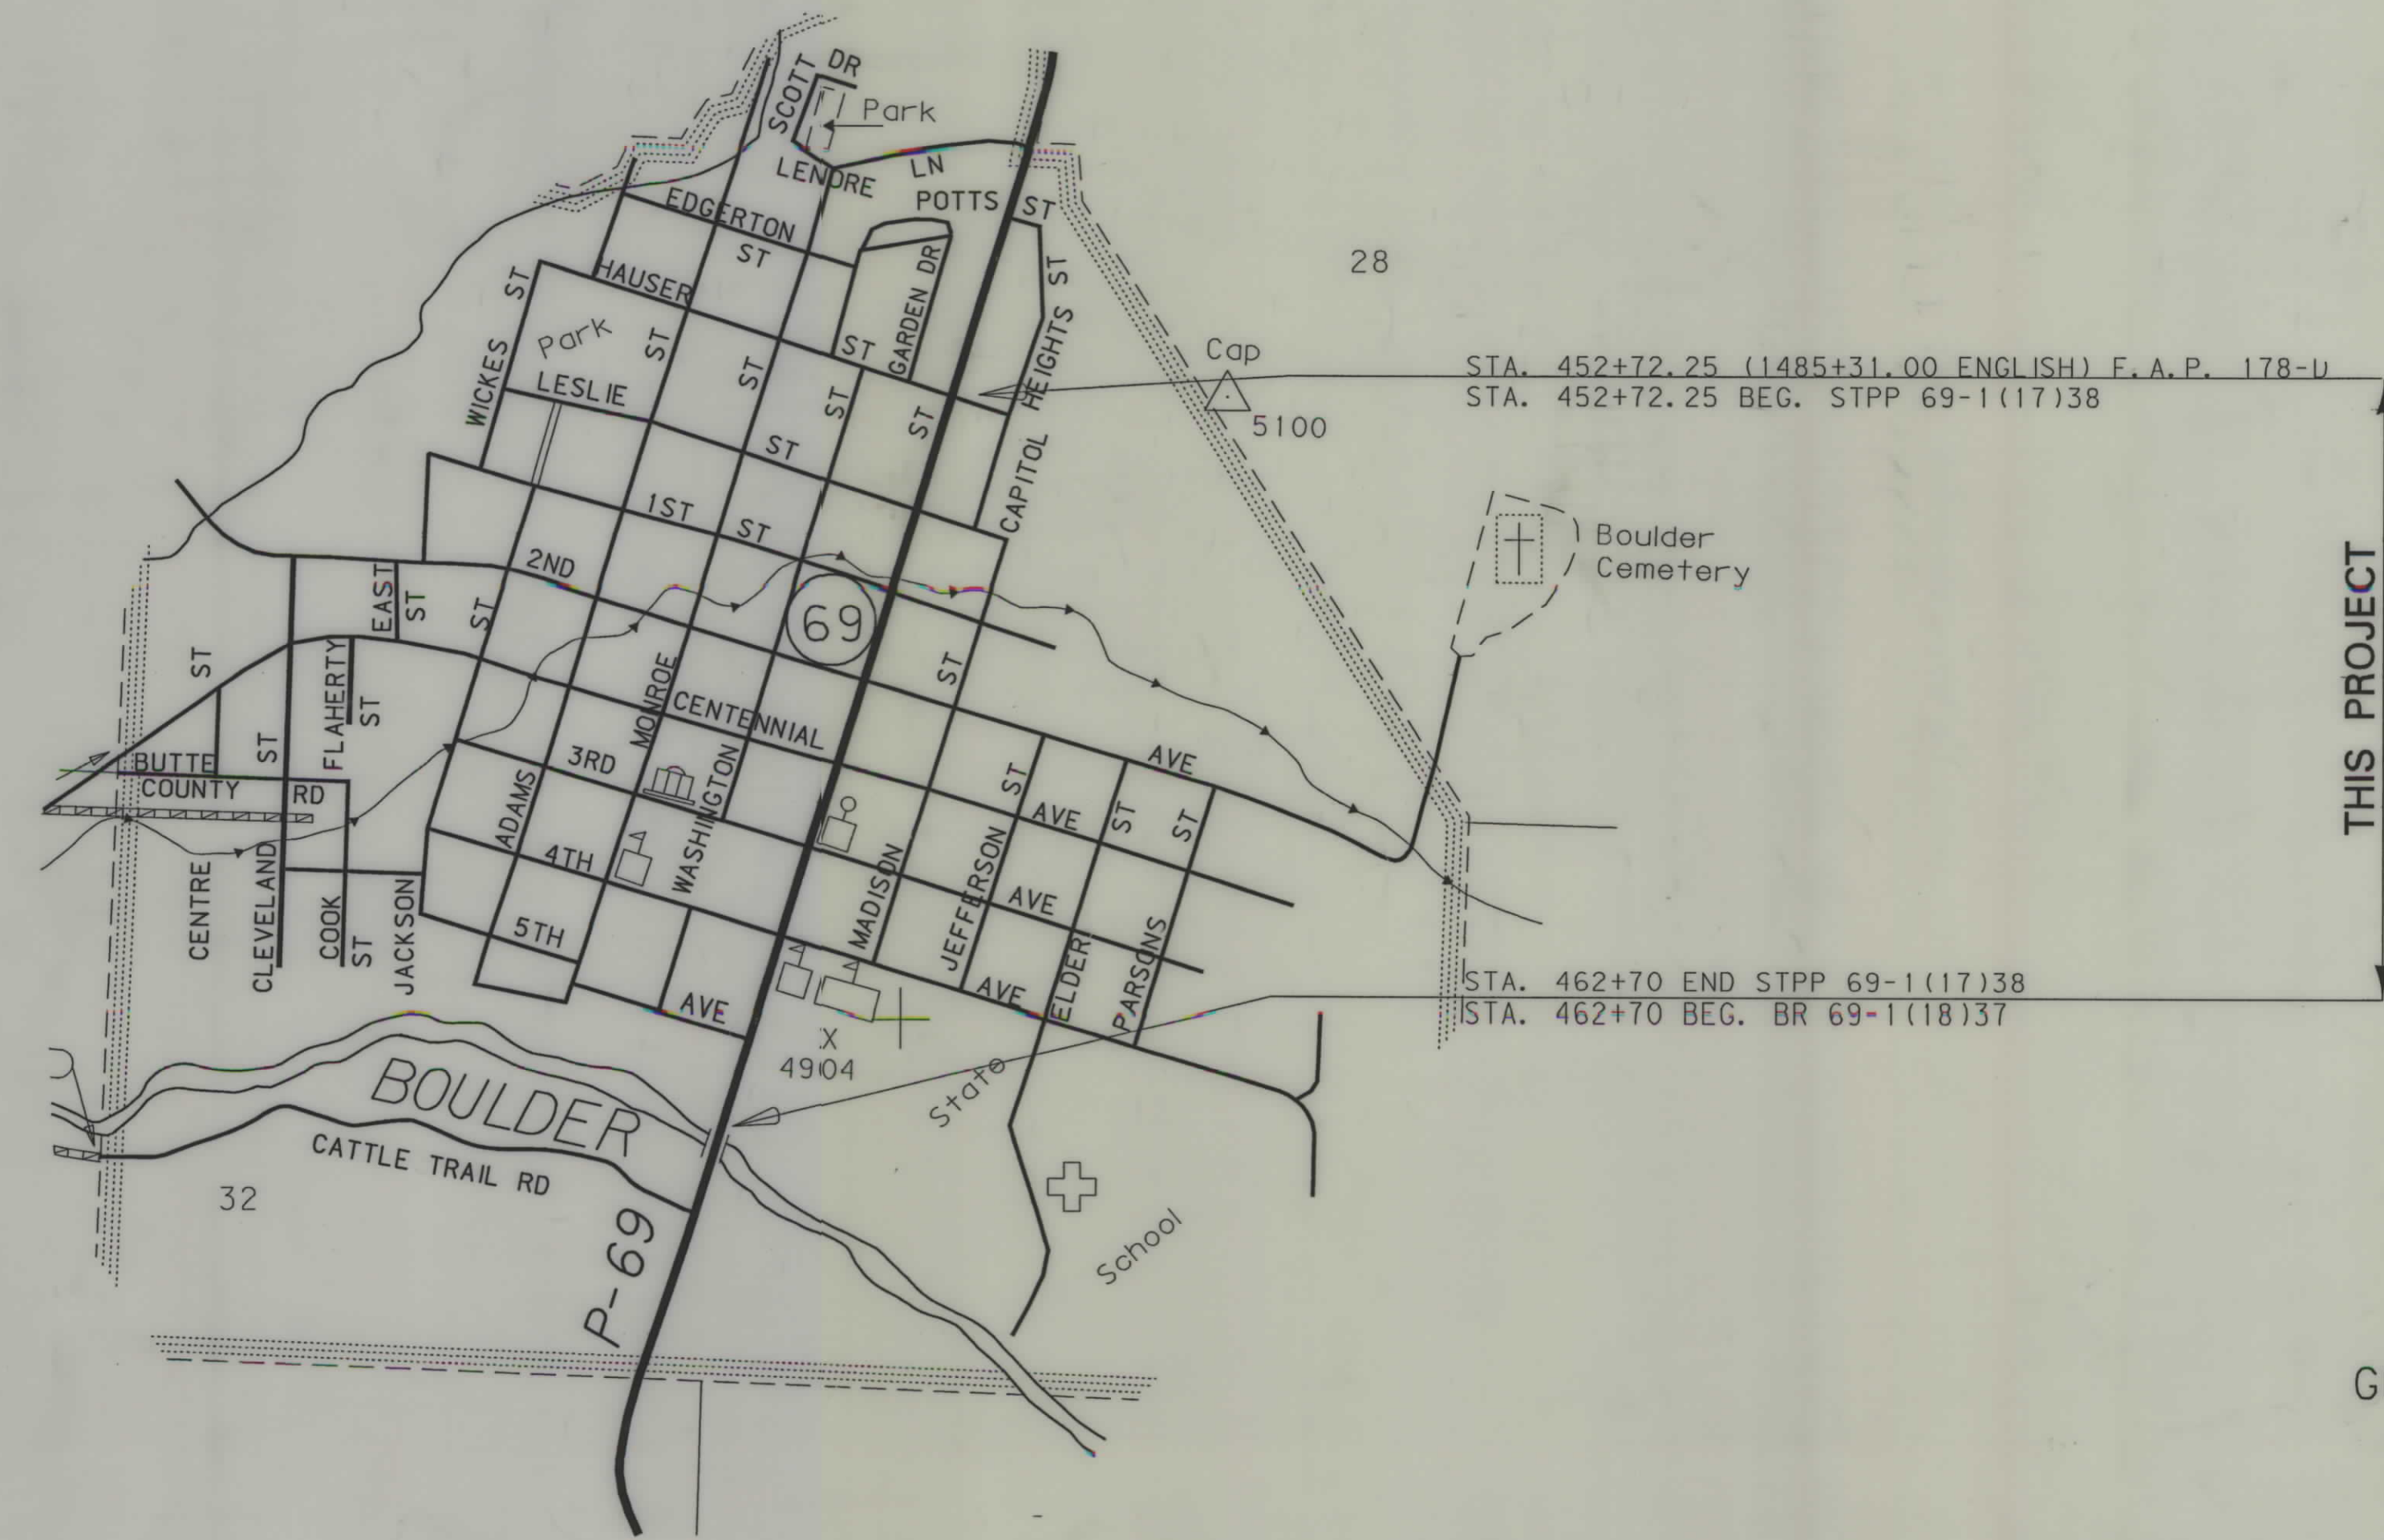 SCOTT DR
Park
LENORE LN
POTTS ST
EDGERTON ST
28
HAUSER ST
GARDEN DR
CAPITOL HEIGHTS ST
WICKES ST
Park
ST
ST
ST
ST
Cap
5100
STA. 452+72.25 (1485+31.00 ENGLISH) F.A.P. 178-U
STA. 452+72.25 BEG. STPP 69-1(17)38
LESLIE ST
1ST ST
2ND
Boulder
Cemetery
THIS PROJECT
EAST ST
ST
69
ST
ST
FLAHERTY ST
ST
MONROE
CENTENNIAL
AVE
BUTTE
COUNTY RD
3RD
AVE
WASHINGTON
ADAMS
4TH
AVE
ST
ST
ST
CENTRE
CLEVELAND
COOK ST
JACKSON
MADISON
JEFFERSON
ELDER
PARSONS
5TH
AVE
AVE
STA. 462+70 END STPP 69-1(17)38
STA. 462+70 BEG. BR 69-1(18)37
X
4904
State
School
BOULDER
CATTLE TRAIL RD
32
P-69
G